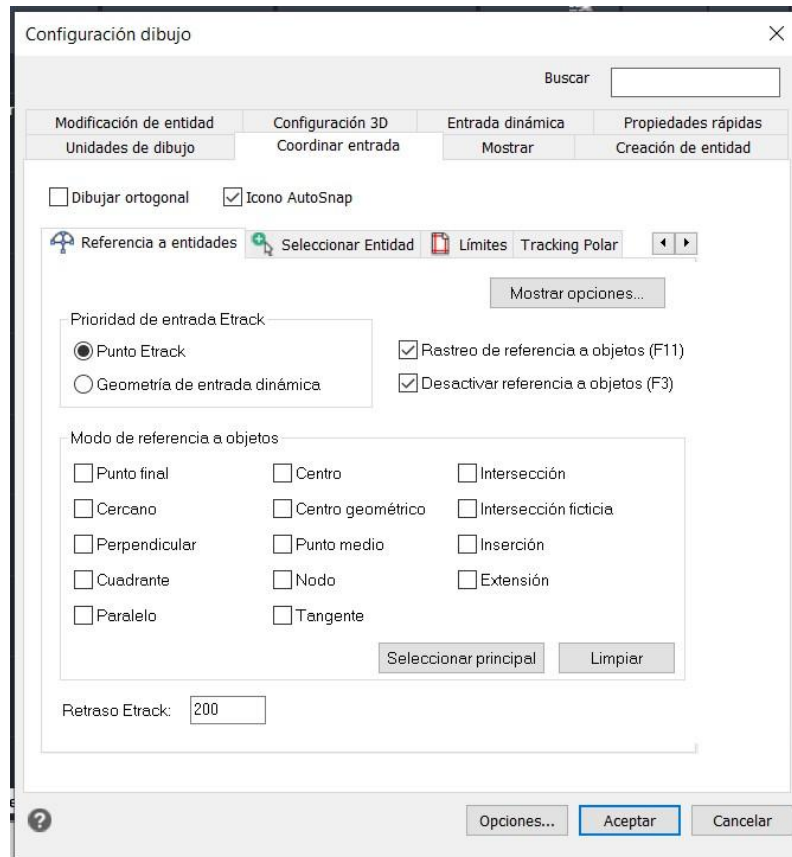 Configuración dibujo
Buscar
Modificación de entidad Configuración 3D Entrada dinámica Propiedades rápidas
Unidades de dibujo Coordinar entrada Mostrar Creación de entidad
Dibujar ortogonal Icono AutoSnap
Referencia a entidades Seleccionar Entidad Límites Tracking Polar
Mostrar opciones...
Prioridad de entrada Etrack
Punto Etrack Rastreo de referencia a objetos (F11)
Geometría de entrada dinámica Desactivar referencia a objetos (F3)
Modo de referencia a objetos
Punto final Centro Intersección
Cercano Centro geométrico Intersección ficticia
Perpendicular Punto medio Inserción
Cuadrante Nodo Extensión
Paralelo Tangente
Seleccionar principal Limpiar
Retraso Etrack: 200
Opciones... Aceptar Cancelar